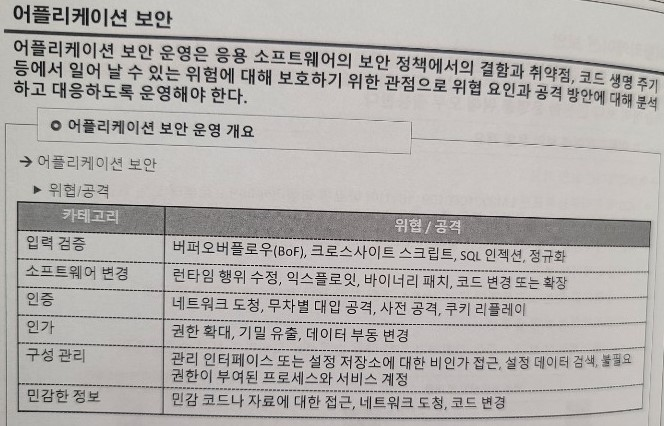 어플리케이션 보안
어플리케이션 보안 운영은 응용 소프트웨어의 보안 정책에서의 결함과 취약점, 코드 생명 주기
등에서 일어 날 수 있는 위험에 대해 보호하기 위한 관점으로 위협 요인과 공격 방안에 대해 분석
하고 대응하도록 운영해야 한다.
어플리케이션 보안 운영 개요
→ 어플리케이션 보안
▶ 위협/공격
카테고리 위협 / 공격
입력 검증 버퍼오버플로우(BoF), 크로스사이트 스크립트, SQL 인젝션, 정규화
소프트웨어 변경 런타임 행위 수정, 익스플로잇, 바이너리 패치, 코드 변경 또는 확장
인증 네트워크 도청, 무차별 대입 공격, 사전 공격, 쿠키 리플레이
인가 권한 확대, 기밀 유출, 데이터 부동 변경
구성 관리 관리 인터페이스 또는 설정 저장소에 대한 비인가 접근, 설정 데이터 검색, 불필요
권한이 부여된 프로세스와 서비스 계정
민감한 정보 민감 코드나 자료에 대한 접근, 네트워크 도청, 코드 변경